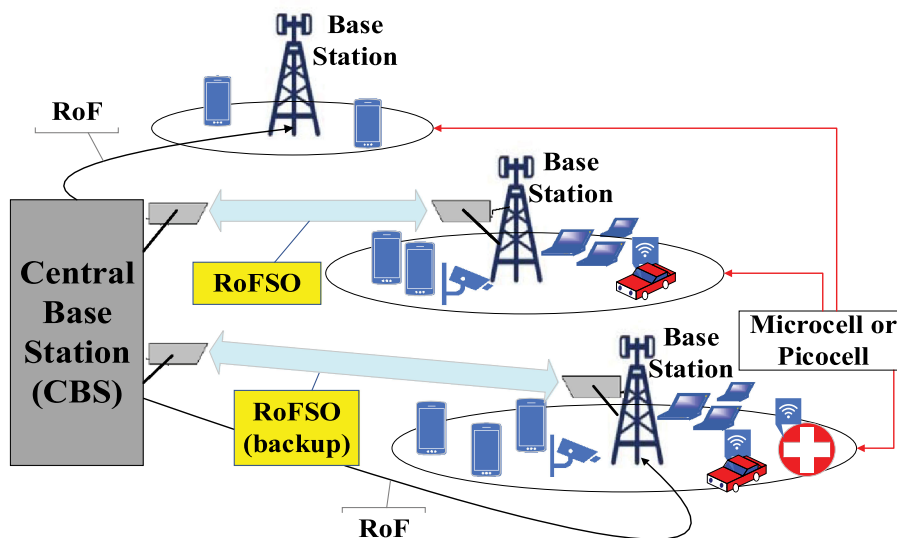 Base
Station
RoF
Base
Station
RoFSO
Central
Base
Station
(CBS)
Microcell or
Picocell
Base
Station
RoFSO
(backup)
RoF